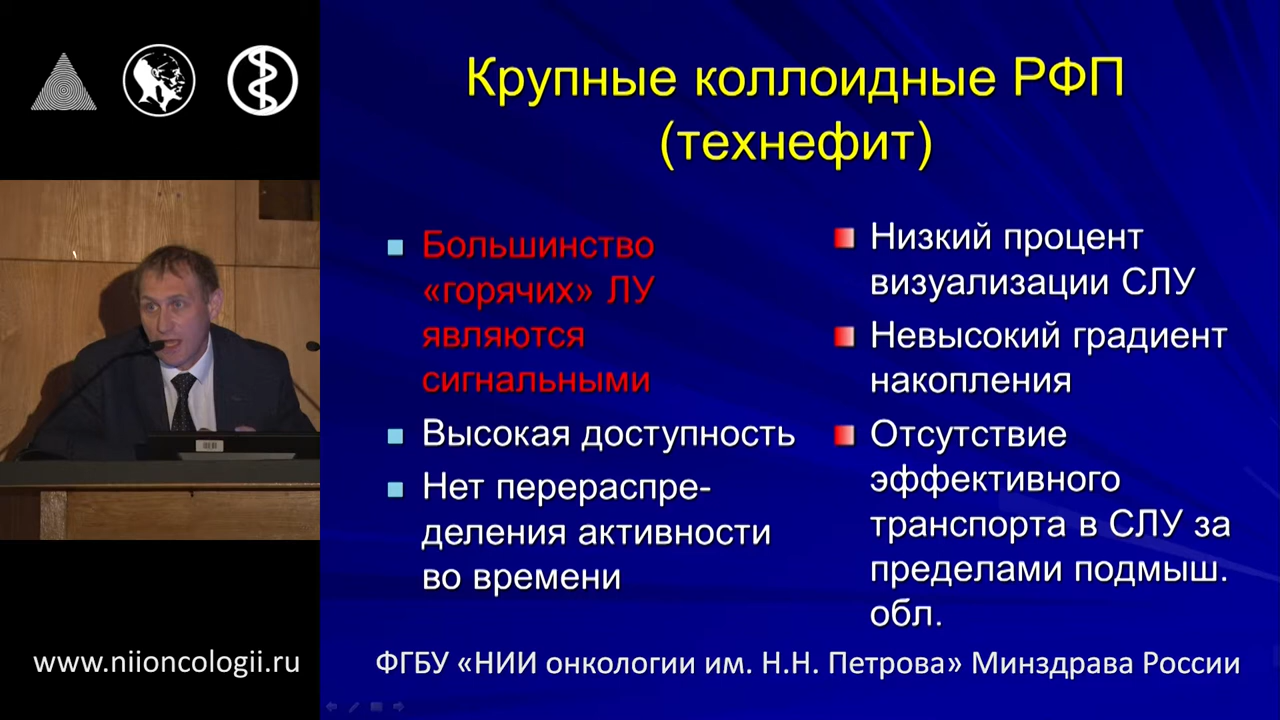 Крупные коллоидные РФП
(технефит)
Большинство
«горячих» ЛУ
являются
сигнальными
Высокая доступность
Нет перераспре-
деления активности
во времени
Низкий процент
визуализации СЛУ
Невысокий градиент
накопления
Отсутствие
эффективного
транспорта в СЛУ за
пределами подмыш.
обл.
www.niioncologii.ru
ФГБУ «НИИ онкологии им. Н.Н. Петрова» Минздрава России